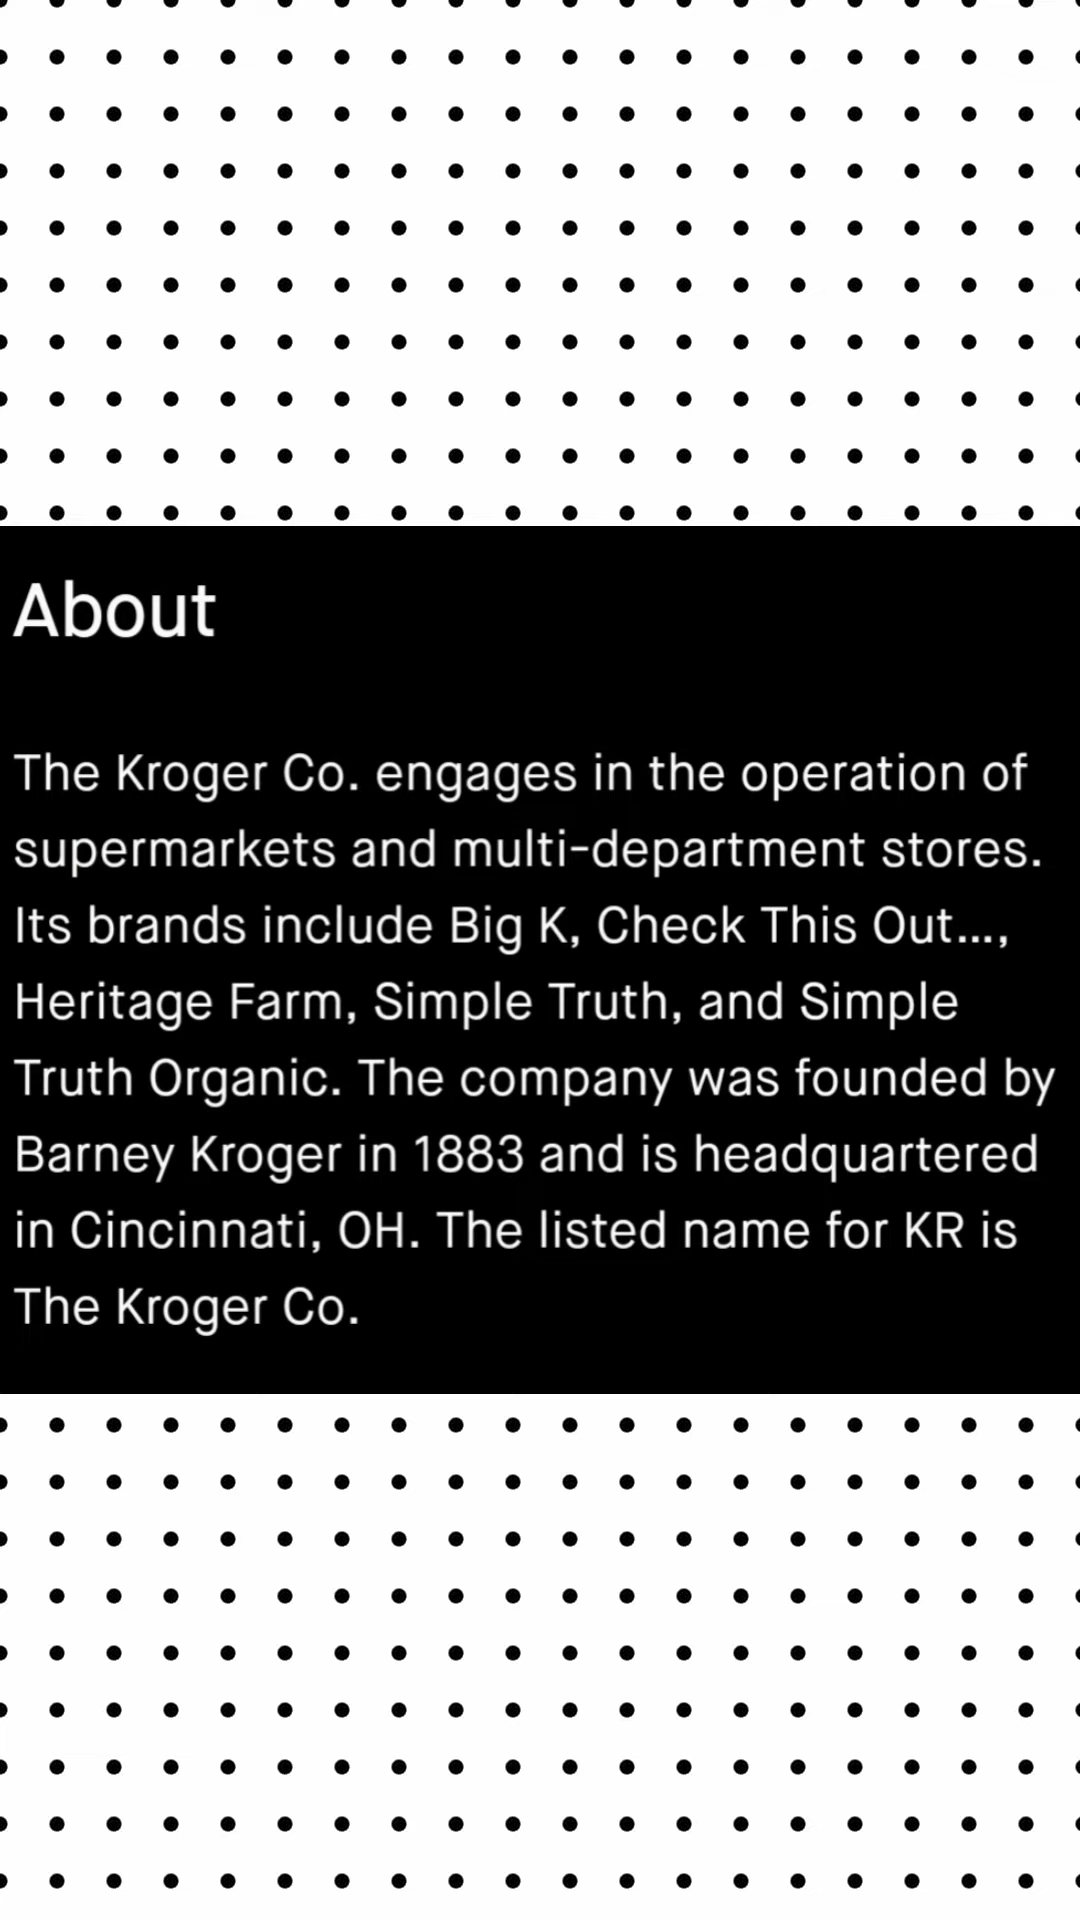 About
The Kroger Co. engages in the operation of
supermarkets and multi-department stores.
Its brands include Big K, Check This Out...,
Heritage Farm, Simple Truth, and Simple
Truth Organic. The company was founded by
Barney Kroger in 1883 and is headquartered
in Cincinnati, OH. The listed name for KR is
The Kroger Co.